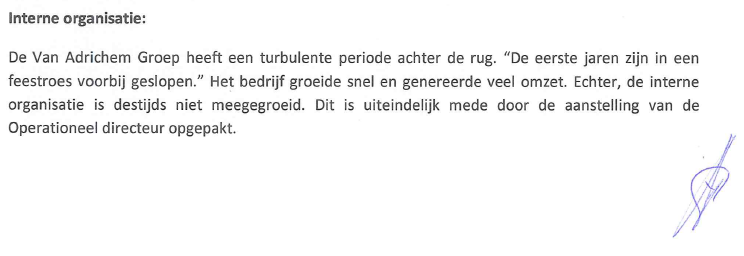 Interne organisatie:
De Van Adrichem Groep heeft een turbulente periode achter de rug. “De eerste jaren zijn in een
feestroes voorbij geslopen.” Het bedrijf groeide snel en genereerde veel omzet. Echter, de interne
organisatie is destijds niet meegegroeid. Dit is uiteindelijk mede door de aanstelling van de
Operationeel directeur opgepakt.